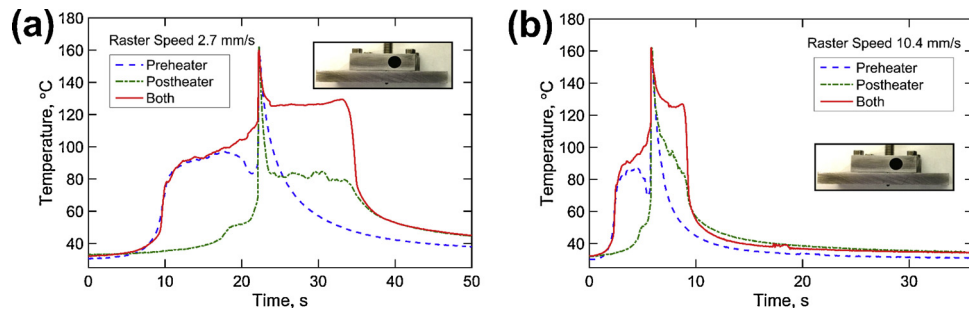 (a)
Temperature, °C
180
160
140
120
100
80
60
40
Raster Speed 2.7 mm/s
Preheater
Postheater
Both
0
10
20
30
40
50
Time, s
(b)
Temperature, °C
180
160
140
120
100
80
60
40
Raster Speed 10.4 mm/s
Preheater
Postheater
Both
0
10
20
30
Time, s